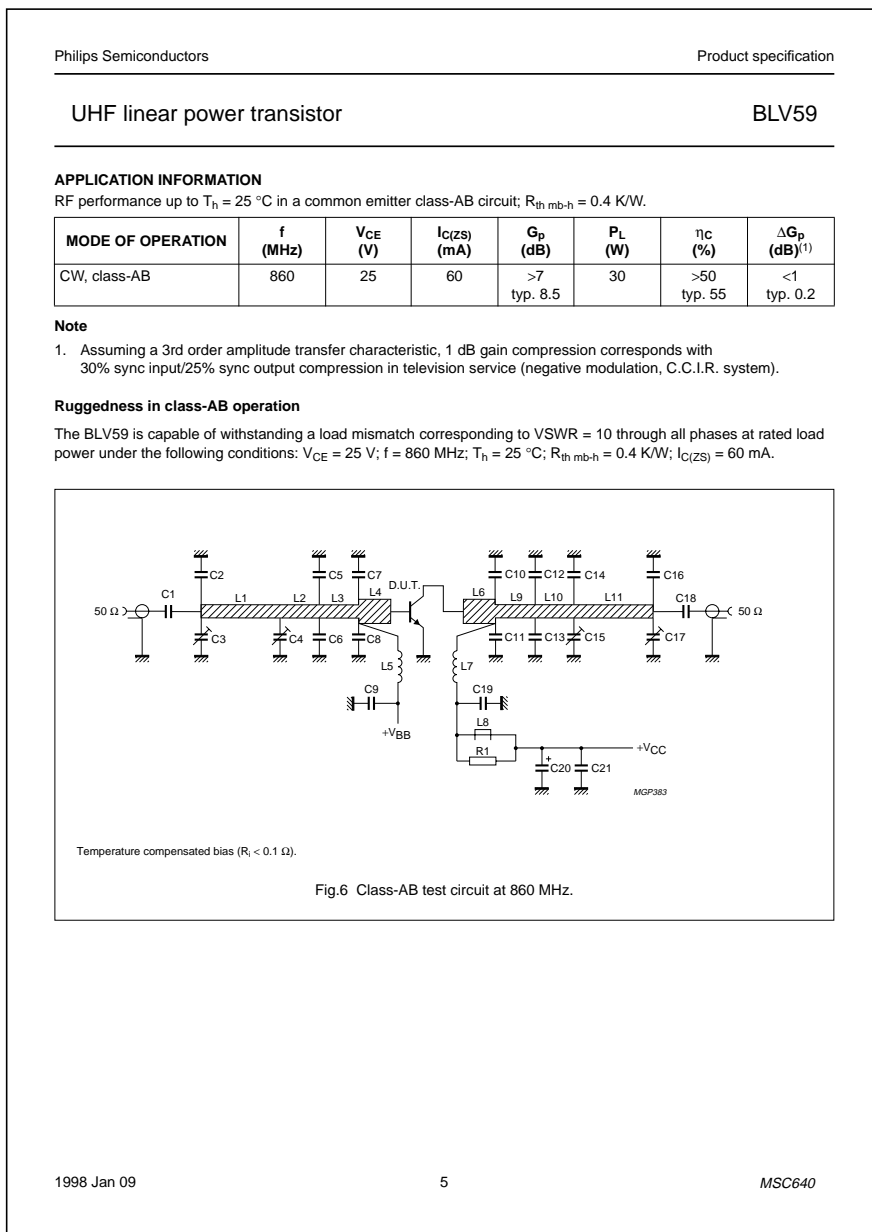 Philips Semiconductors Product specification
UHF linear power transistor BLV59
APPLICATION INFORMATION
RF performance up to Th = 25 °C in a common emitter class-AB circuit; Rth mb-h = 0.4 K/W.
MODE OF OPERATION f (MHz) VCE (V) IC(ZS) (mA) Gp (dB) PL (W) ηC (%) ΔGp (dB)(1)
CW, class-AB 860 25 60 >7 30 >50 <1
typ. 8.5 typ. 55 typ. 0.2
Note
1. Assuming a 3rd order amplitude transfer characteristic, 1 dB gain compression corresponds with
30% sync input/25% sync output compression in television service (negative modulation, C.C.I.R. system).
Ruggedness in class-AB operation
The BLV59 is capable of withstanding a load mismatch corresponding to VSWR = 10 through all phases at rated load
power under the following conditions: VCE = 25 V; f = 860 MHz; Th = 25 °C; Rth mb-h = 0.4 K/W; IC(ZS) = 60 mA.
C2 C5 C7 D.U.T. C10 C12 C14 C16
C1 L1 L2 L3 L4 L6 L9 L10 L11 C18
50 Ω 50 Ω
C3 C4 C6 C8 C11 C13 C15 C17
L5 L7
C9 C19
+VBB L8
R1 +VCC
C20 C21
+
MGP383
Temperature compensated bias (Ri < 0.1 Ω).
Fig.6 Class-AB test circuit at 860 MHz.
1998 Jan 09 5 MSC640